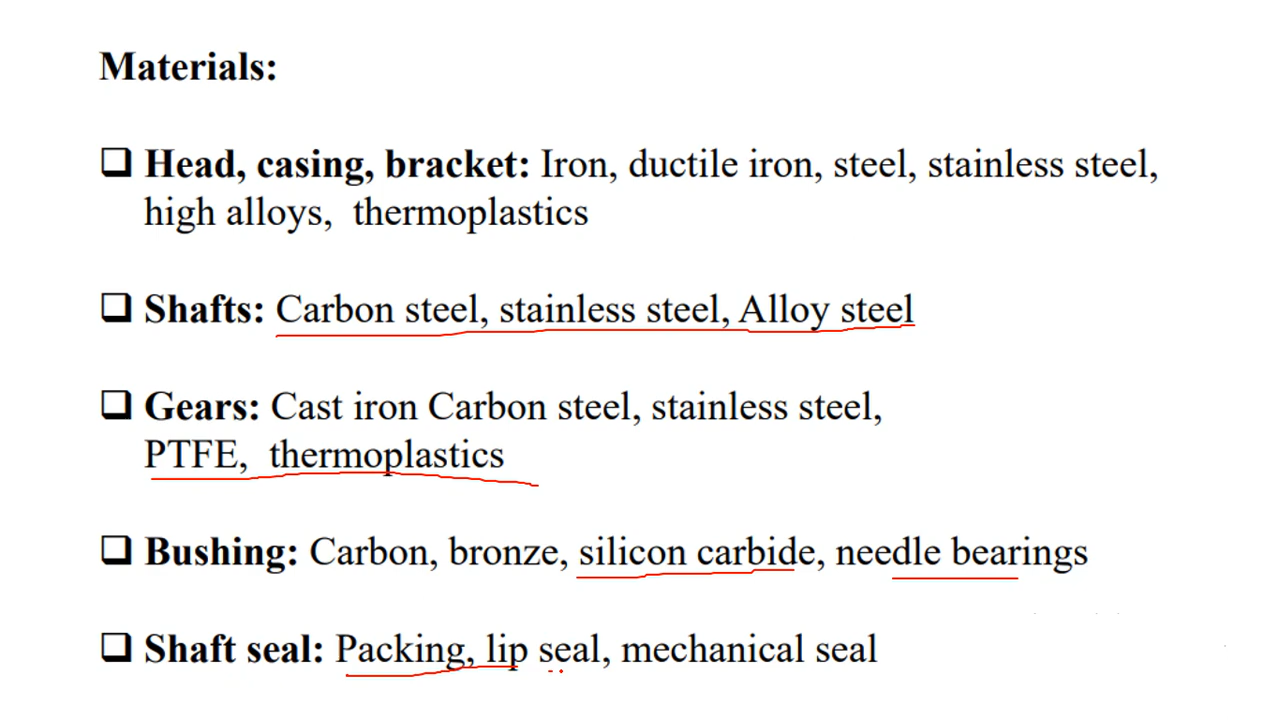 Materials:
❑ Head, casing, bracket: Iron, ductile iron, steel, stainless steel,
high alloys, thermoplastics
❑ Shafts: Carbon steel, stainless steel, Alloy steel
❑ Gears: Cast iron Carbon steel, stainless steel,
PTFE, thermoplastics
❑ Bushing: Carbon, bronze, silicon carbide, needle bearings
❑ Shaft seal: Packing, lip seal, mechanical seal